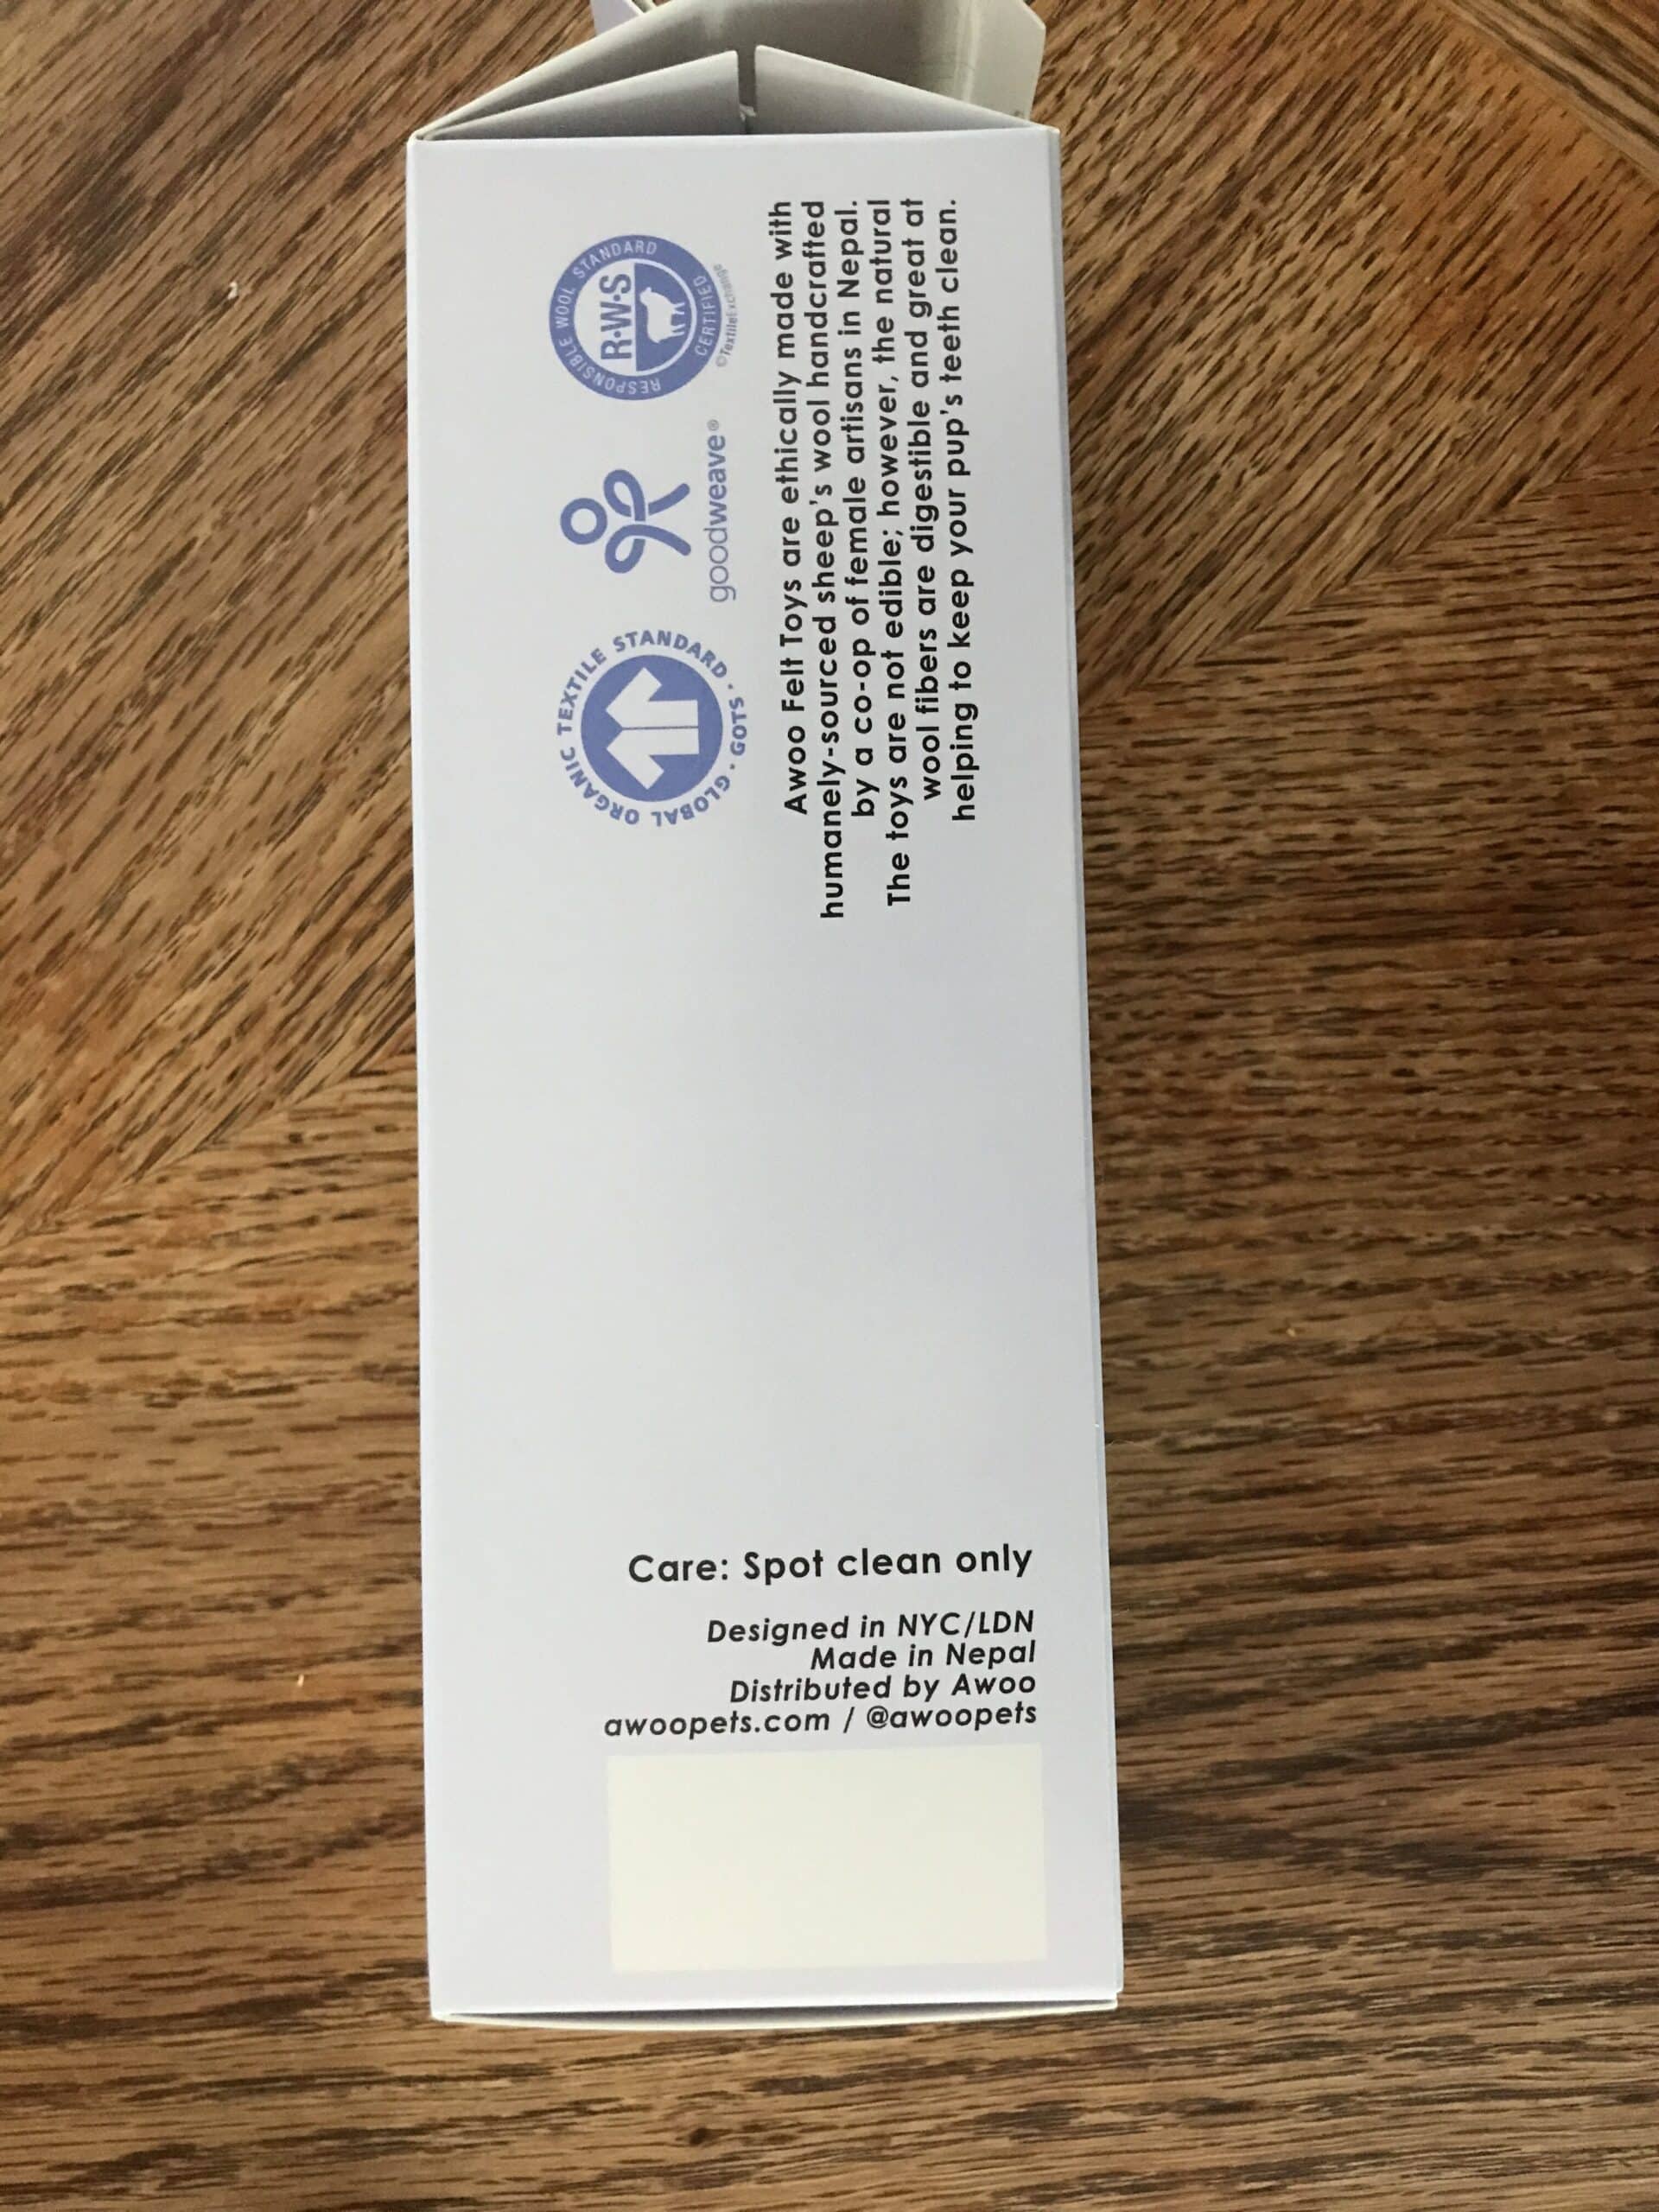 GLOBAL ORGANIC TEXTILE STANDARD · GOTS ·
goodweave®
RESPONSIBLE WOOL STANDARD
R·W·S
CERTIFIED
©TextileExchange
Awoo Felt Toys are ethically made with
humanely-sourced sheep's wool handcrafted
by a co-op of female artisans in Nepal.
The toys are not edible; however, the natural
wool fibers are digestible and great at
helping to keep your pup's teeth clean.
Care: Spot clean only
Designed in NYC/LDN
Made in Nepal
Distributed by Awoo
awoopets.com / @awoopets